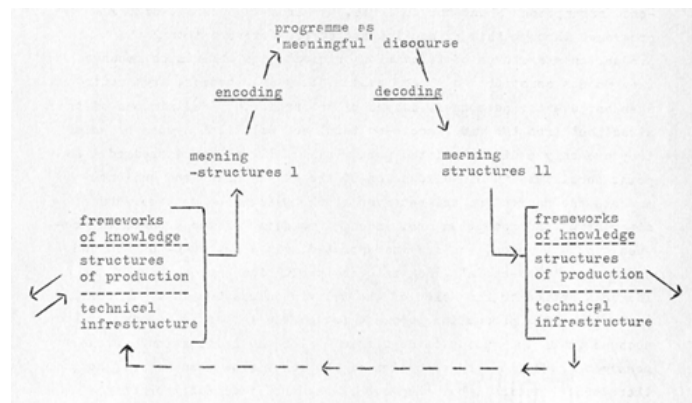 programme as
'meaningful' discourse
encoding
decoding
meaning
-structures 1
meaning
structures 11
frameworks
of knowledge
structures
of production
technical
infrastructure
frameworks
of knowledge
structures
of production
technical
infrastructure